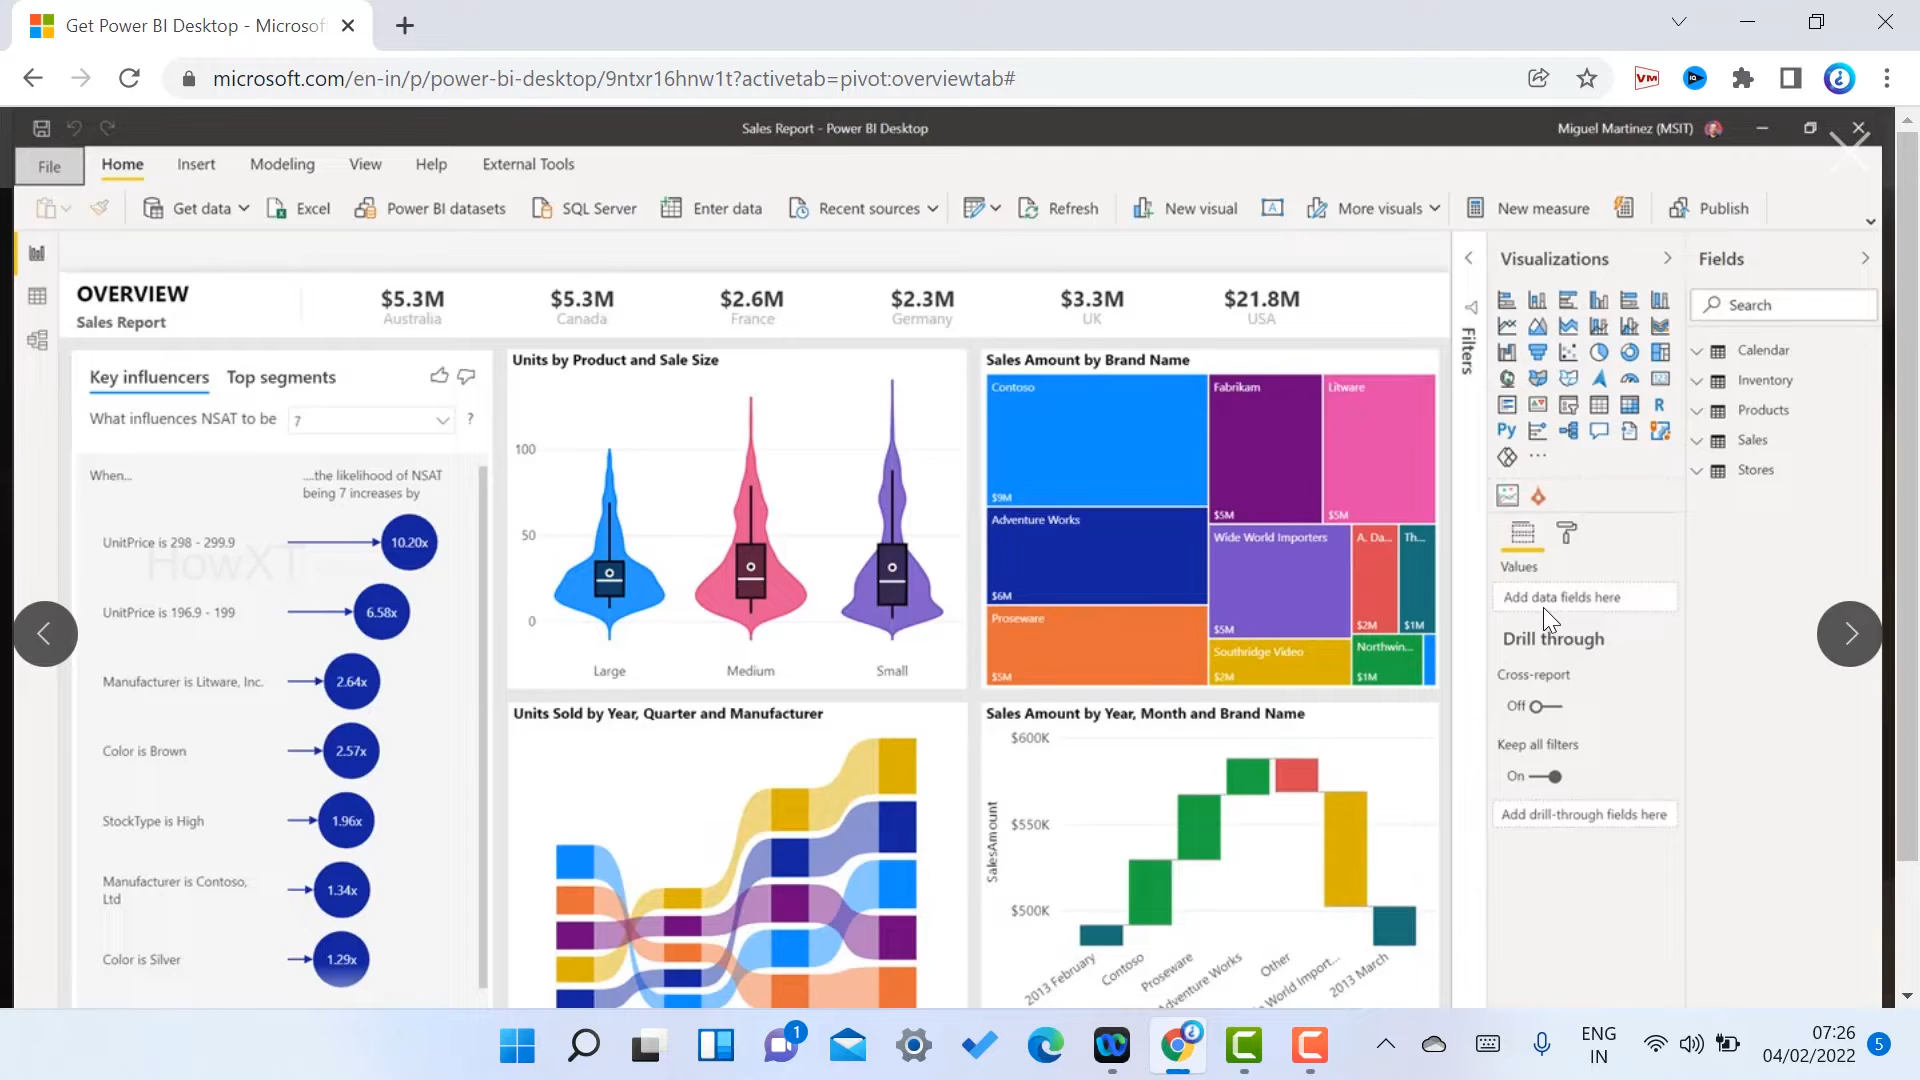 Get Power BI Desktop - Microsof
microsoft.com/en-in/p/power-bi-desktop/9ntxr16hnw1t?activetab=pivot:overviewtab#
VM
Sales Report - Power BI Desktop
Miguel Martinez (MSIT)
File
Home
Insert
Modeling
View
Help
External Tools
Get data
Excel
Power BI datasets
SQL Server
Enter data
Recent sources
Refresh
New visual
More visuals
New measure
Publish
OVERVIEW
Sales Report
$5.3M
Australia
$5.3M
Canada
$2.6M
France
$2.3M
Germany
$3.3M
UK
$21.8M
USA
Key influencers
Top segments
What influences NSAT to be
7
?
When...
....the likelihood of NSAT
being 7 increases by
UnitPrice is 298 - 299.9
10.20x
HowXT
UnitPrice is 196.9 - 199
6.58x
Manufacturer is Litware, Inc.
2.64x
Color is Brown
2.57x
StockType is High
1.96x
Manufacturer is Contoso,
Ltd
1.34x
Color is Silver
1.29x
Units by Product and Sale Size
100
50
0
Large
Medium
Small
Sales Amount by Brand Name
Contoso
$9M
Fabrikam
$5M
Litware
$5M
Adventure Works
$6M
Wide World Importers
$5M
A. Da...
$2M
Th...
$1M
Proseware
$5M
Southridge Video
$2M
Northwin...
$1M
Units Sold by Year, Quarter and Manufacturer
Sales Amount by Year, Month and Brand Name
$600K
$550K
$500K
SalesAmount
2013 February
Contoso
Proseware
Adventure Works
Other
World Import...
2013 March
Filters
Visualizations
R
Py
Values
Add data fields here
Drill through
Cross-report
Off
Keep all filters
On
Add drill-through fields here
Fields
Search
Calendar
Inventory
Products
Sales
Stores
1
ENG
IN
07:26
04/02/2022
5